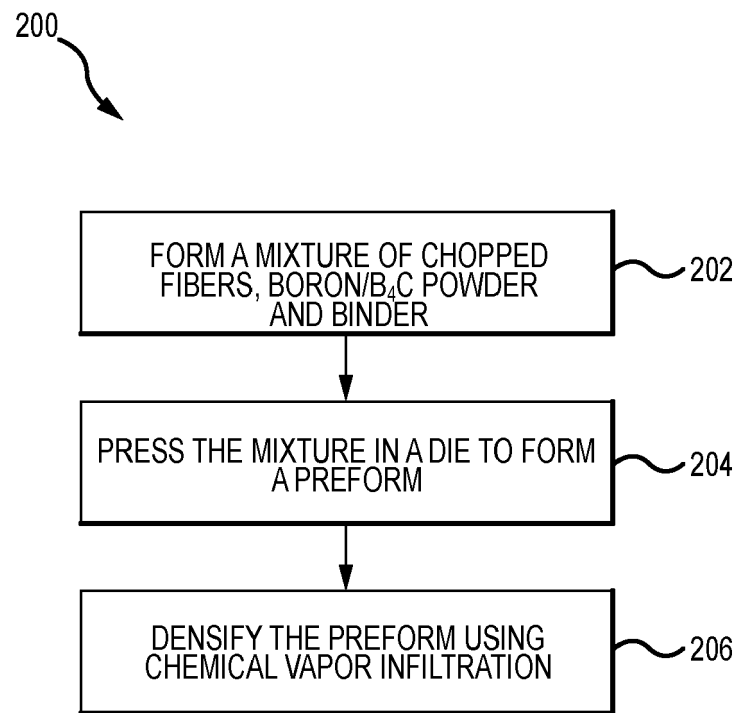 200
FORM A MIXTURE OF CHOPPED
FIBERS, BORON/B₄C POWDER
AND BINDER
202
PRESS THE MIXTURE IN A DIE TO FORM
A PREFORM
204
DENSIFY THE PREFORM USING
CHEMICAL VAPOR INFILTRATION
206